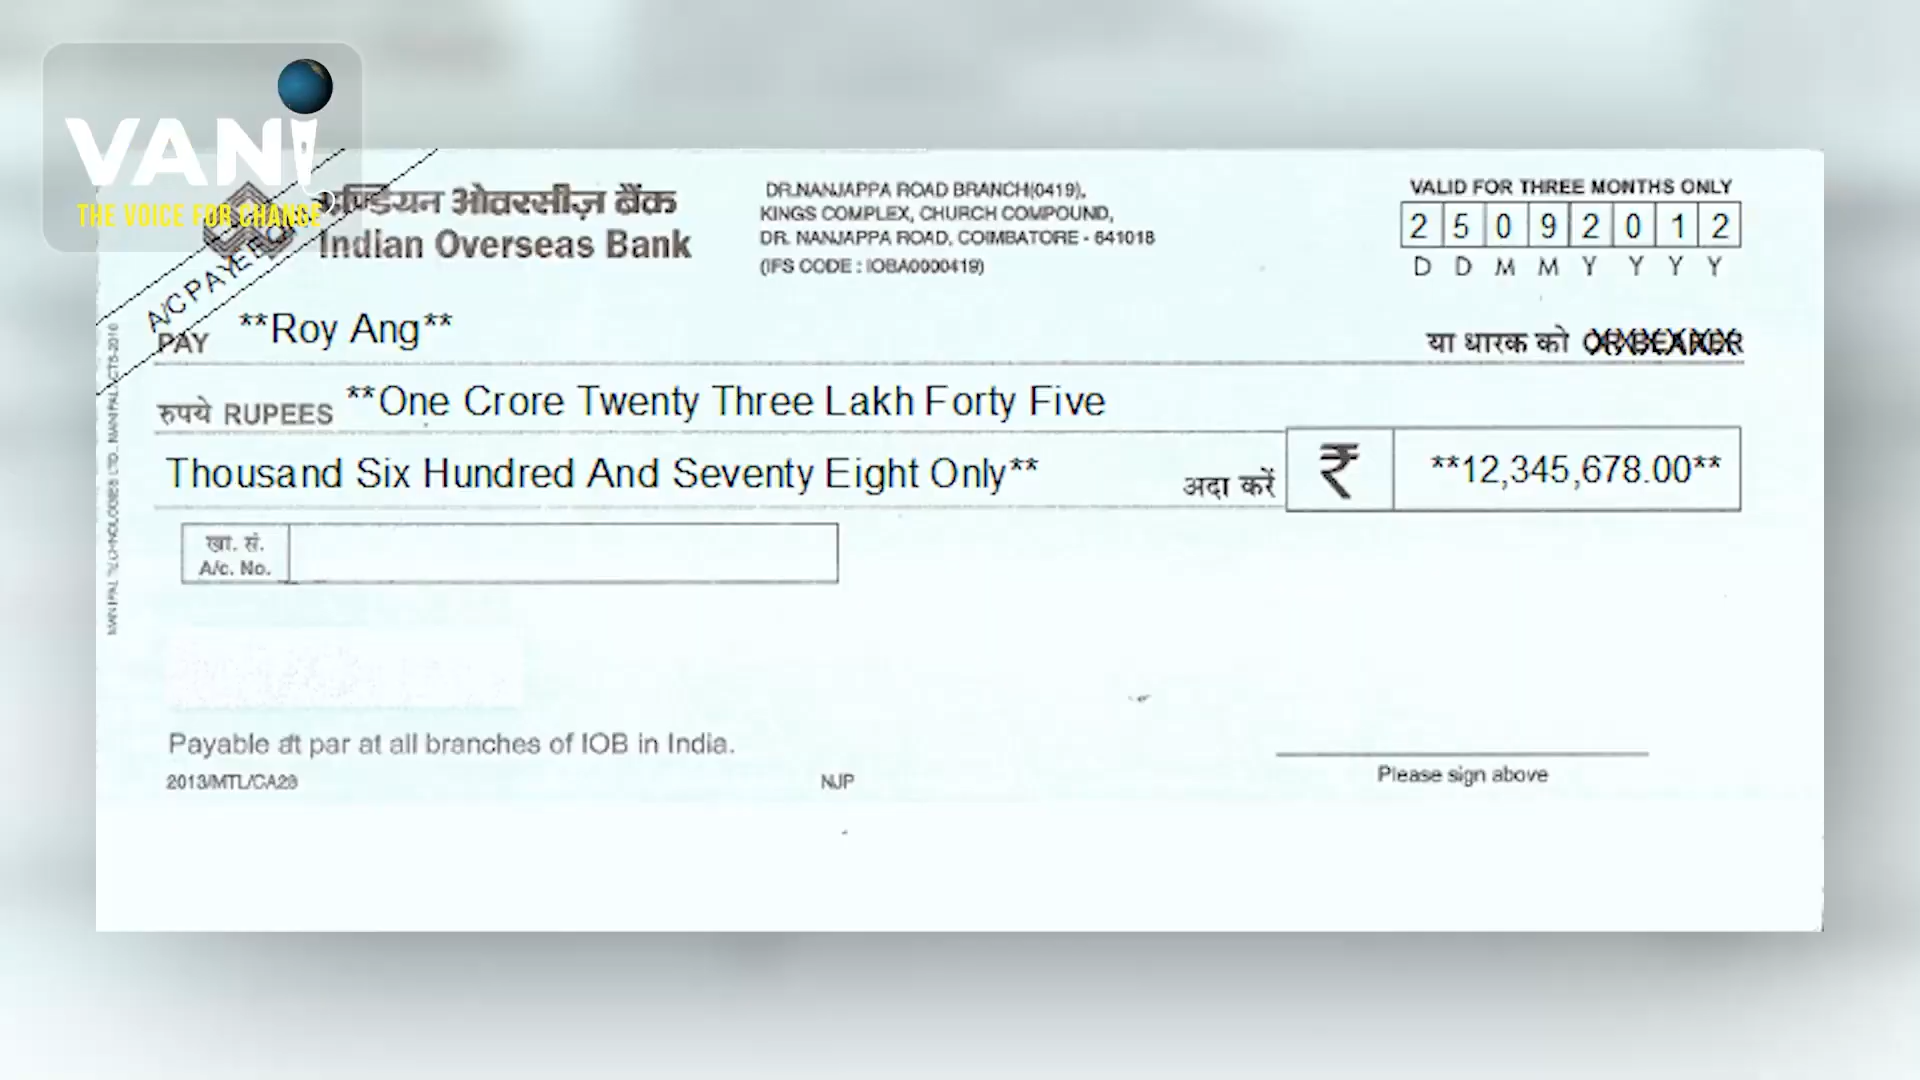 VANi
THE VOICE FOR CHANGE
इण्डियन ओवरसीज़ बैंक
Indian Overseas Bank
DR.NANJAPPA ROAD BRANCH(0419),
KINGS COMPLEX, CHURCH COMPOUND,
DR. NANJAPPA ROAD, COIMBATORE - 641018
(IFS CODE : IOBA0000419)
VALID FOR THREE MONTHS ONLY
2 5 0 9 2 0 1 2
D D M M Y Y Y Y
A/C PAYEE
PAY **Roy Ang**
या धारक को OR BEARER
रुपये RUPEES **One Crore Twenty Three Lakh Forty Five
Thousand Six Hundred And Seventy Eight Only**
अदा करें ₹ **12,345,678.00**
खा. सं.
A/c. No.
Payable at par at all branches of IOB in India.
2013/MTL/CA28
NJP
Please sign above